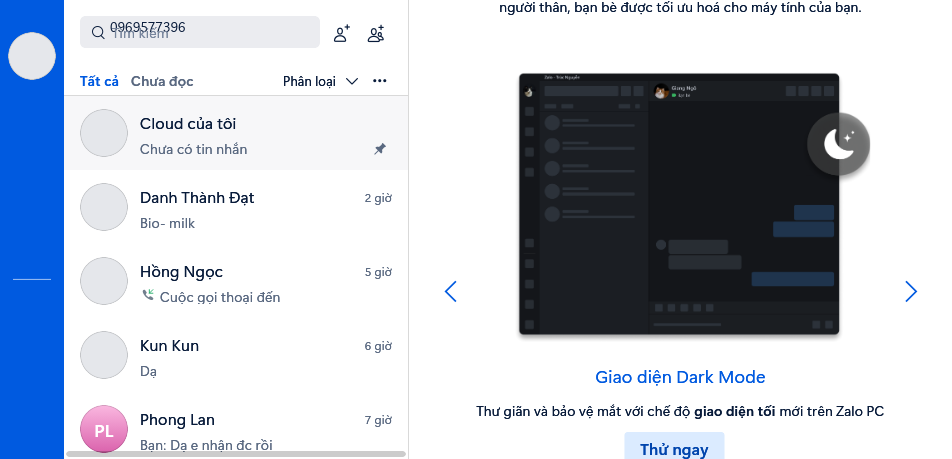 0969577396
Tìm kiếm
Tất cả Chưa đọc Phân loại
Cloud của tôi
Chưa có tin nhắn
Danh Thành Đạt 2 giờ
Bio- milk
Hồng Ngọc 5 giờ
Cuộc gọi thoại đến
Kun Kun 6 giờ
Dạ
PL
Phong Lan 7 giờ
Bạn: Dạ e nhận đc rồi
người thân, bạn bè được tối ưu hoá cho máy tính của bạn.
Giao diện Dark Mode
Thư giãn và bảo vệ mắt với chế độ giao diện tối mới trên Zalo PC
Thử ngay